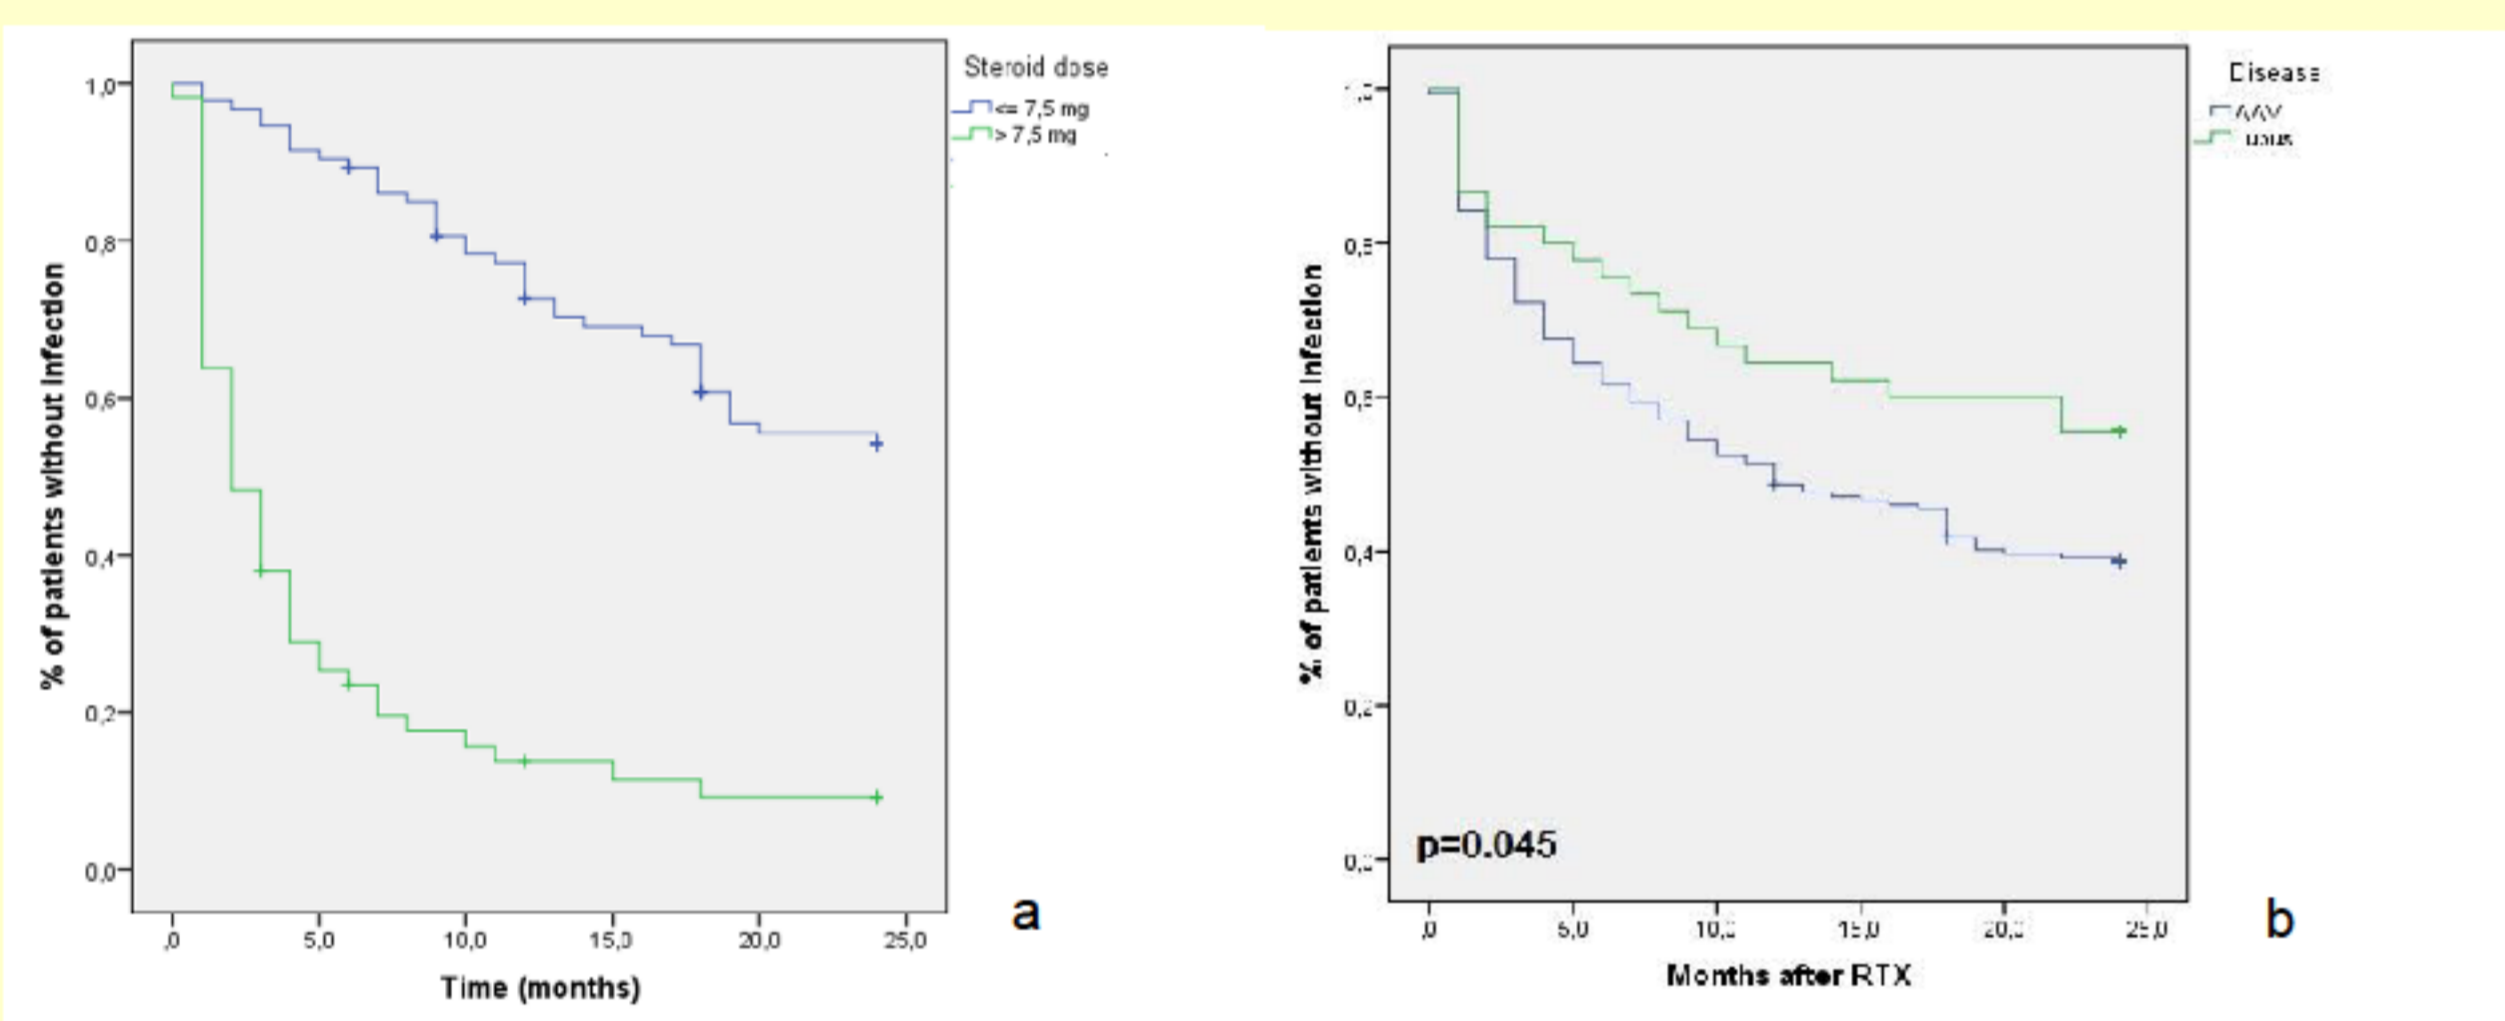 Steroid dose
<= 7,5 mg
> 7,5 mg
1,0
0,8
0,6
0,4
0,2
0,0
% of patients without infection
,0 5,0 10,0 15,0 20,0 25,0
Time (months)
a
Disease
AAV
% of patients without infection
0,4
p=0.045
,0 5,0 15,0 25,0
Months after RTX
b